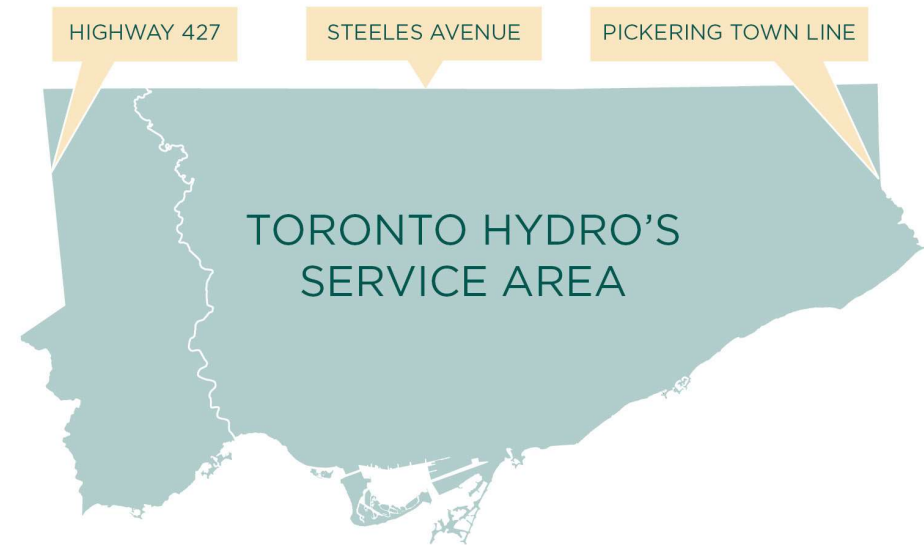 HIGHWAY 427
STEELES AVENUE
PICKERING TOWN LINE
TORONTO HYDRO’S
SERVICE AREA